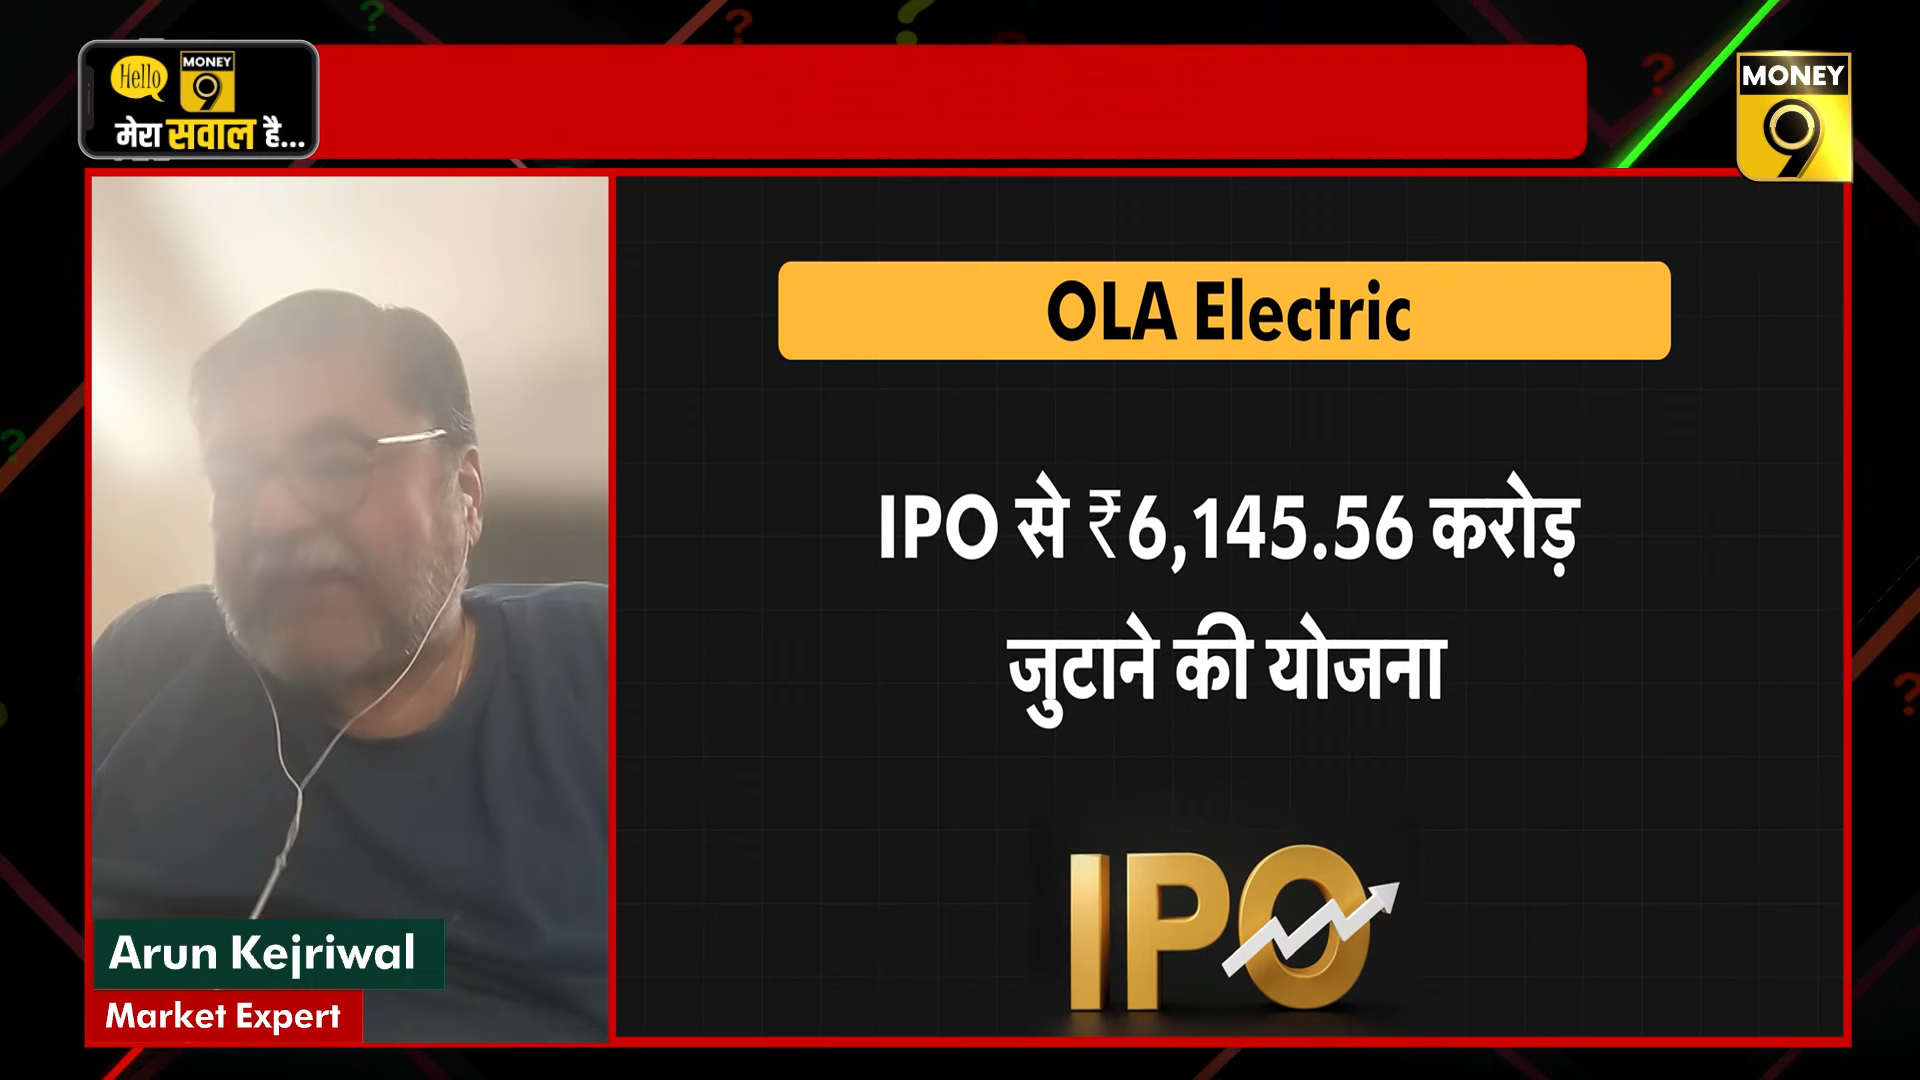 Hello
MONEY
9
मेरा सवाल है...
MONEY
9
OLA Electric
IPO से ₹6,145.56 करोड़
जुटाने की योजना
IPO
Arun Kejriwal
Market Expert